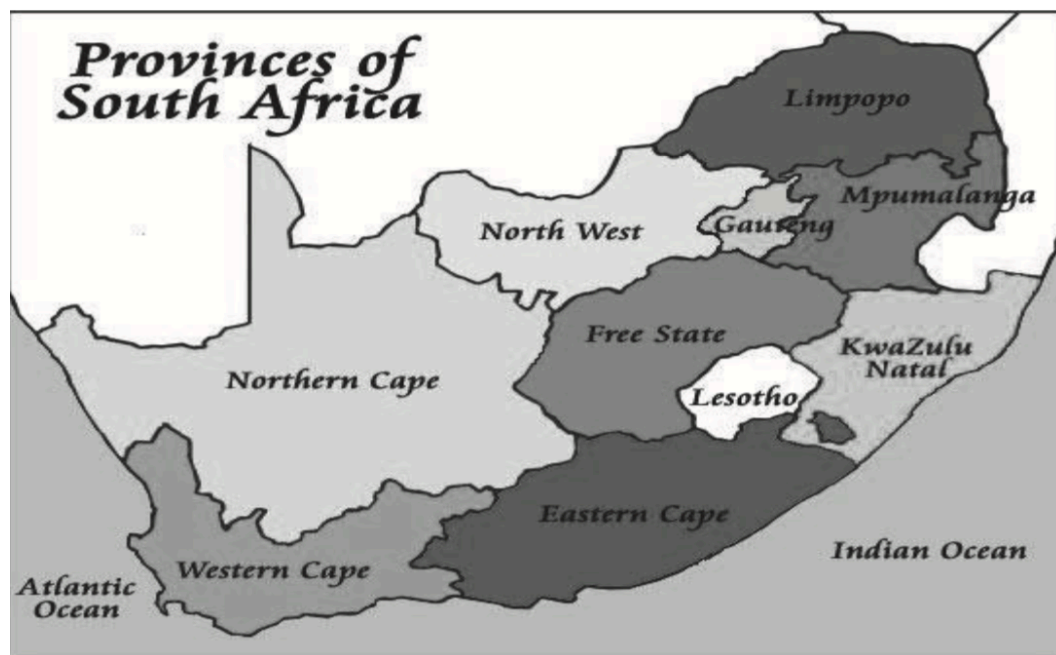 Provinces of
South Africa
Limpopo
Mpumalanga
North West
Gauteng
Free State
KwaZulu
Natal
Northern Cape
Lesotho
Eastern Cape
Indian Ocean
Western Cape
Atlantic
Ocean